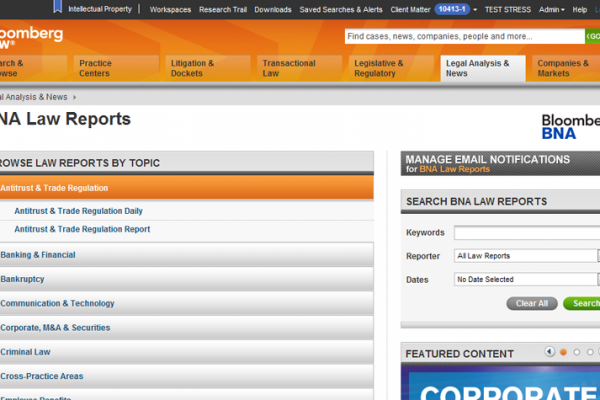 Intellectual Property Workspaces Research Trail Downloads Saved Searches & Alerts Client Matter 10413-1 TEST STRESS Admin Help
oomberg
W®
Find cases, news, companies, people and more... GO
arch & Practice Litigation & Transactional Legislative & Legal Analysis & Companies &
owse Centers Dockets Law Regulatory News Markets
al Analysis & News
NA Law Reports
Bloombe
BNA
ROWSE LAW REPORTS BY TOPIC
MANAGE EMAIL NOTIFICATIONS
for BNA Law Reports
Antitrust & Trade Regulation
SEARCH BNA LAW REPORTS
Antitrust & Trade Regulation Daily
Antitrust & Trade Regulation Report
Keywords
Banking & Financial
Reporter All Law Reports
Bankruptcy
Dates No Date Selected
Communication & Technology
Clear All Search
Corporate, M&A & Securities
Criminal Law
FEATURED CONTENT
Cross-Practice Areas
CORPORATE
Employee Benefits